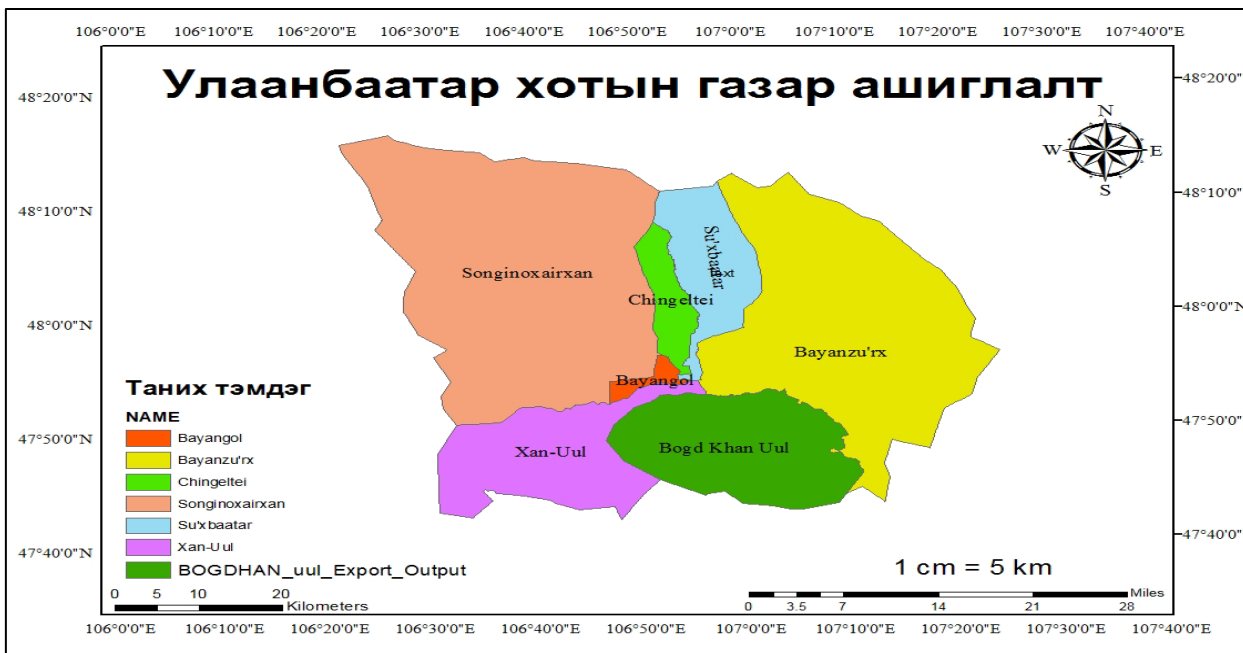 106°0'0"E 106°10'0"E 106°20'0"E 106°30'0"E 106°40'0"E 106°50'0"E 107°0'0"E 107°10'0"E 107°20'0"E 107°30'0"E 107°40'0"E
Улаанбаатар хотын газар ашиглалт
48°20'0"N
48°20'0"N
N
W E
S
48°10'0"N
48°10'0"N
Su'xbaatar
text
Songinoxairxan
Chingeltei
48°0'0"N
48°0'0"N
Bayanzu'rx
Bayangol
Таних тэмдэг
NAME
Bayangol
Bayanzu'rx
Chingeltei
Songinoxairxan
Su'xbaatar
Xan-Uul
BOGDHAN_uul_Export_Output
47°50'0"N
47°50'0"N
Xan-Uul
Bogd Khan Uul
47°40'0"N
47°40'0"N
1 cm = 5 km
0 5 10 20
Kilometers
Miles
0 3.5 7 14 21 28
106°0'0"E 106°10'0"E 106°20'0"E 106°30'0"E 106°40'0"E 106°50'0"E 107°0'0"E 107°10'0"E 107°20'0"E 107°30'0"E 107°40'0"E